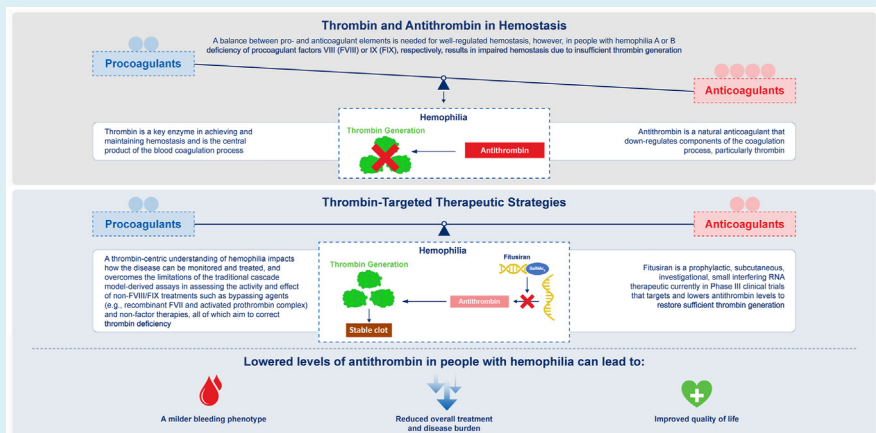 Thrombin and Antithrombin in Hemostasis
A balance between pro- and anticoagulant elements is needed for well-regulated hemostasis, however, in people with hemophilia A or B
deficiency of procoagulant factors VIII (FVIII) or IX (FIX), respectively, results in impaired hemostasis due to insufficient thrombin generation
Procoagulants
Anticoagulants
Thrombin is a key enzyme in achieving and
maintaining hemostasis and is the central
product of the blood coagulation process
Hemophilia
Thrombin Generation
Antithrombin
Antithrombin is a natural anticoagulant that
down-regulates components of the coagulation
process, particularly thrombin
Thrombin-Targeted Therapeutic Strategies
Procoagulants
Anticoagulants
A thrombin-centric understanding of hemophilia impacts
how the disease can be monitored and treated, and
overcomes the limitations of the traditional cascade
model-derived assays in assessing the activity and effect
of non-FVIII/FIX treatments such as bypassing agents
(e.g., recombinant FVII and activated prothrombin complex)
and non-factor therapies, all of which aim to correct
thrombin deficiency
Hemophilia
Thrombin Generation
Fitusiran
Antithrombin
Stable clot
Fitusiran is a prophylactic, subcutaneous,
investigational, small interfering RNA
therapeutic currently in Phase III clinical trials
that targets and lowers antithrombin levels to
restore sufficient thrombin generation
Lowered levels of antithrombin in people with hemophilia can lead to:
A milder bleeding phenotype
Reduced overall treatment
and disease burden
Improved quality of life